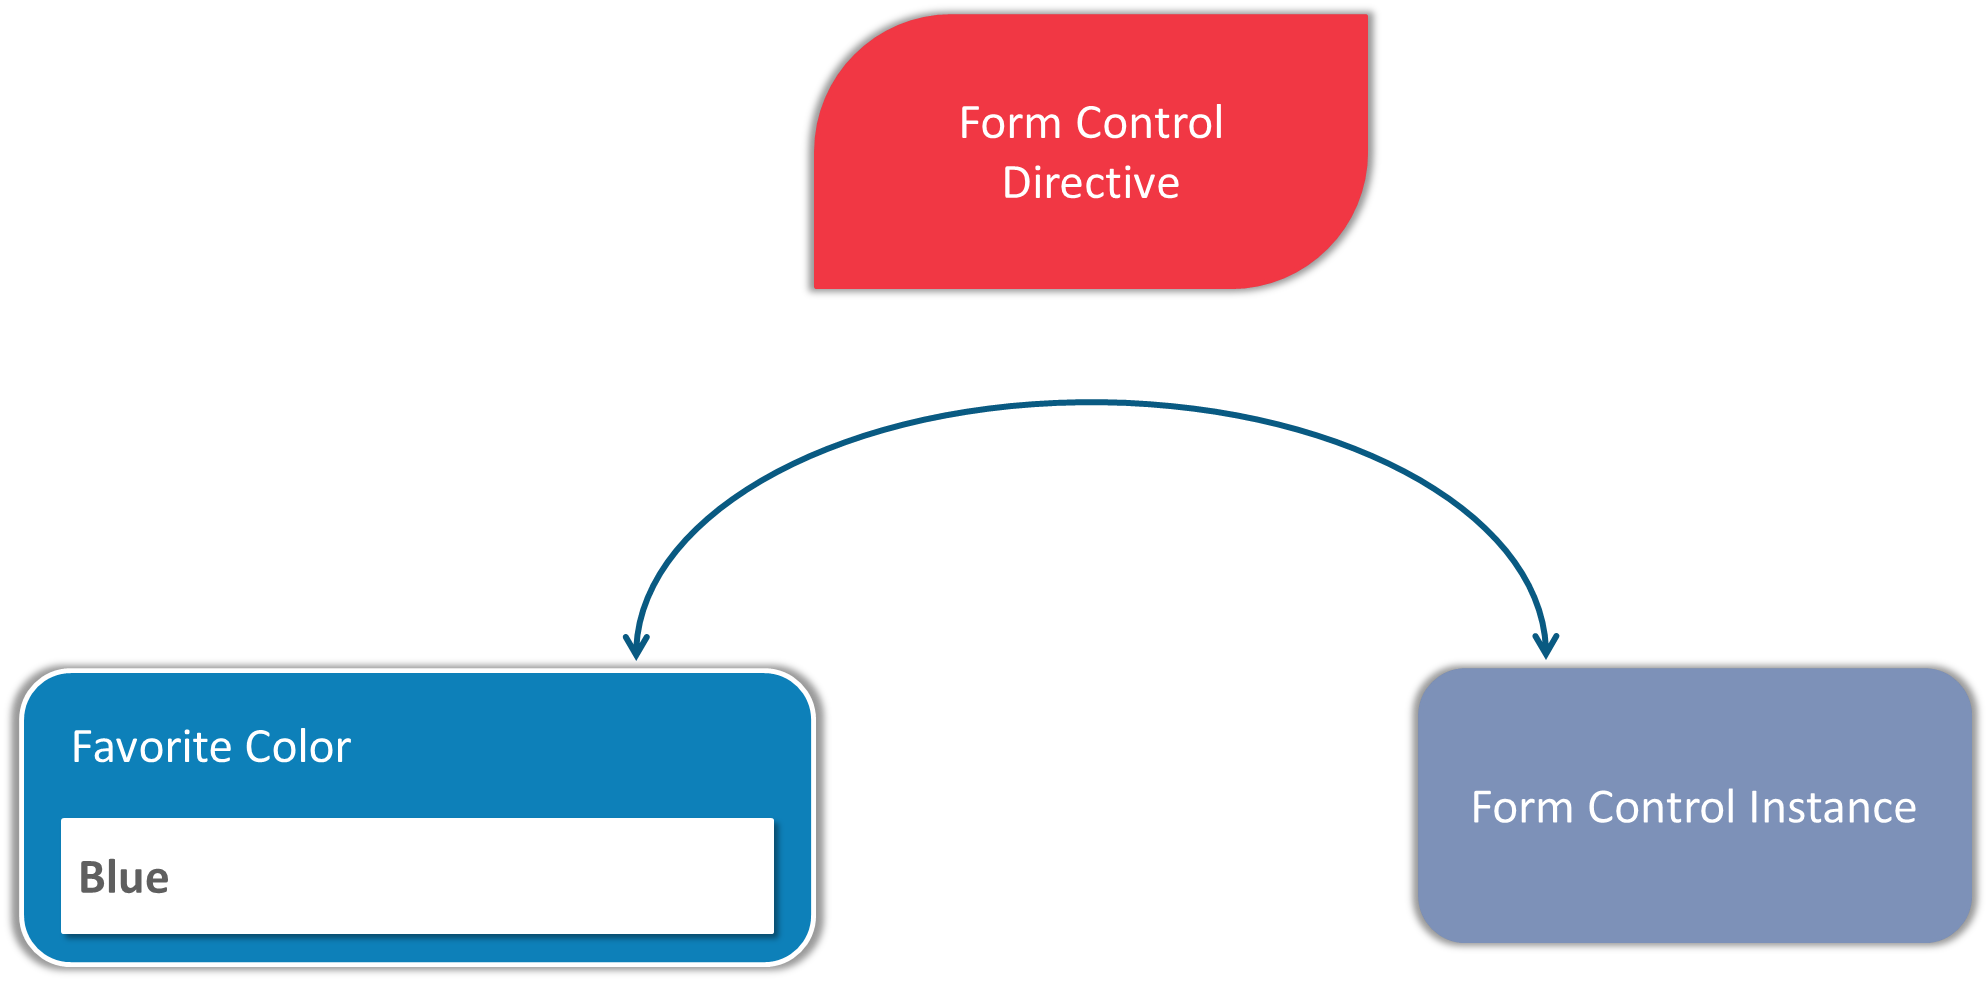 Form Control
Directive
Favorite Color
Blue
Form Control Instance